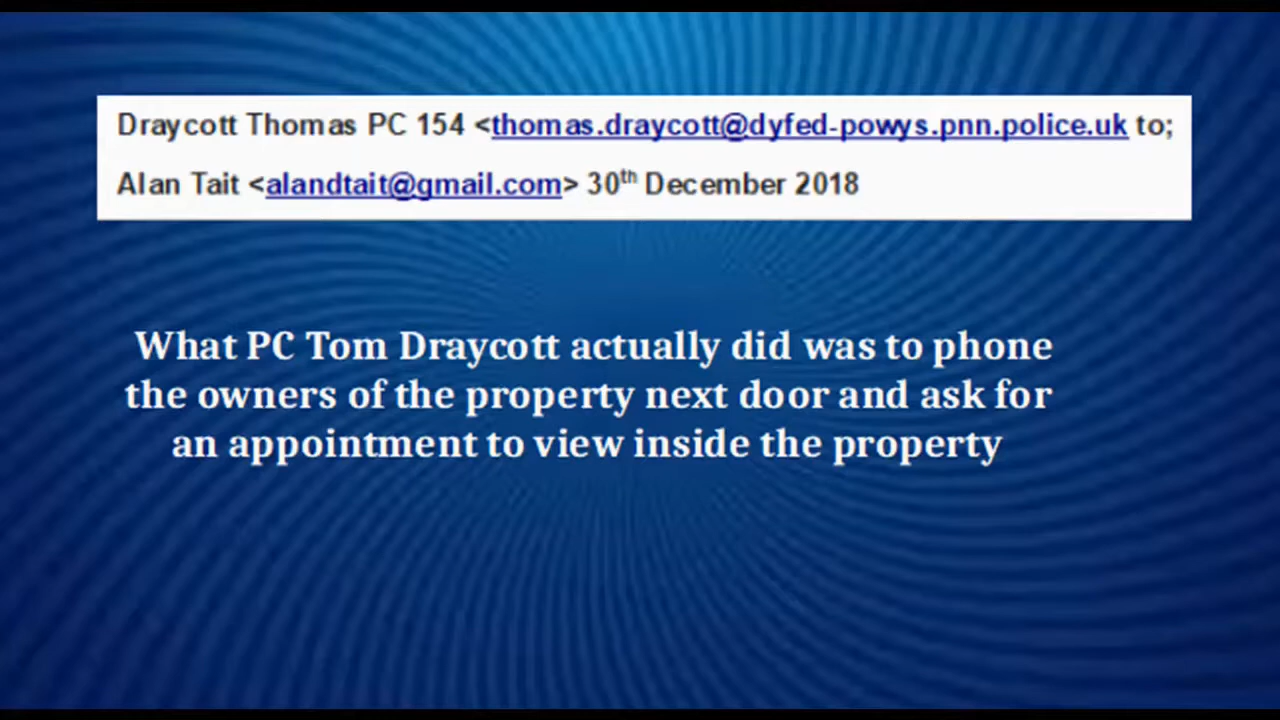 Draycott Thomas PC 154 <thomas.draycott@dyfed-powys.pnn.police.uk to;
Alan Tait <alandtait@gmail.com> 30th December 2018
What PC Tom Draycott actually did was to phone
the owners of the property next door and ask for
an appointment to view inside the property